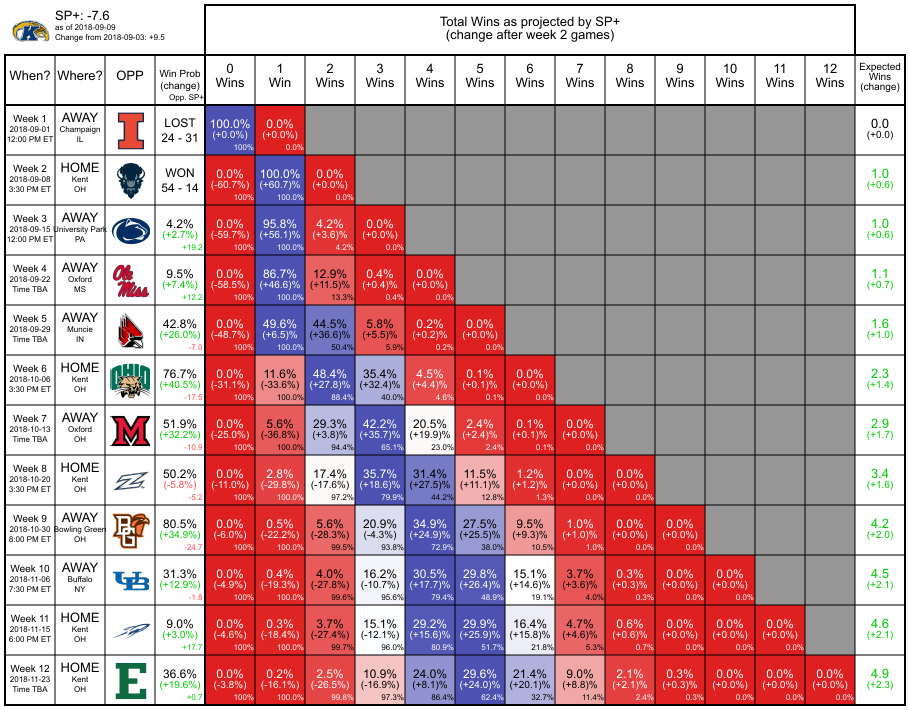 SP+: -7.6
as of 2018-09-09
Change from 2018-09-03: +9.5
Total Wins as projected by SP+
(change after week 2 games)
When? Where? OPP Win Prob (change) Opp. SP+ 0 Wins 1 Win 2 Wins 3 Wins 4 Wins 5 Wins 6 Wins 7 Wins 8 Wins 9 Wins 10 Wins 11 Wins 12 Wins Expected Wins (change)
Week 1 AWAY I LOST 100.0% 0.0% 0.0
2018-09-01 Champaign 24 - 31 (+0.0%) (+0.0%) (+0.0)
12:00 PM ET IL 100% 0.0%
Week 2 HOME WON 0.0% 100.0% 0.0% 1.0
2018-09-08 Kent 54 - 14 (-60.7%) (+60.7)% (+0.0%) (+0.6)
3:30 PM ET OH 100% 100.0% 0.0%
Week 3 AWAY 4.2% 0.0% 95.8% 4.2% 0.0% 1.0
2018-09-15 University Park (+2.7%) (-59.7%) (+56.1)% (+3.6)% (+0.0%) (+0.6)
12:00 PM ET PA +19.2 100% 100.0% 4.2% 0.0%
Week 4 AWAY Ole Miss 9.5% 0.0% 86.7% 12.9% 0.4% 0.0% 1.1
2018-09-22 Oxford (+7.4%) (-58.5%) (+46.6)% (+11.5)% (+0.4)% (+0.0%) (+0.7)
Time TBA MS +12.2 100% 100.0% 13.3% 0.4% 0.0%
Week 5 AWAY 42.8% 0.0% 49.6% 44.5% 5.8% 0.2% 0.0% 1.6
2018-09-29 Muncie (+26.0%) (-48.7%) (+6.5)% (+36.6)% (+5.5)% (+0.2)% (+0.0%) (+1.0)
Time TBA IN -7.0 100% 100.0% 50.4% 5.9% 0.2% 0.0%
Week 6 HOME OHIO 76.7% 0.0% 11.6% 48.4% 35.4% 4.5% 0.1% 0.0% 2.3
2018-10-06 Kent (+40.5%) (-31.1%) (-33.6%) (+27.8)% (+32.4)% (+4.4)% (+0.1)% (+0.0%) (+1.4)
3:30 PM ET OH -17.5 100% 100.0% 88.4% 40.0% 4.6% 0.1% 0.0%
Week 7 AWAY M 51.9% 0.0% 5.6% 29.3% 42.2% 20.5% 2.4% 0.1% 0.0% 2.9
2018-10-13 Oxford (+32.2%) (-25.0%) (-36.8%) (+3.8)% (+35.7)% (+19.9)% (+2.4)% (+0.1)% (+0.0%) (+1.7)
Time TBA OH -10.9 100% 100.0% 94.4% 65.1% 23.0% 2.4% 0.1% 0.0%
Week 8 HOME 50.2% 0.0% 2.8% 17.4% 35.7% 31.4% 11.5% 1.2% 0.0% 0.0% 3.4
2018-10-20 Kent (-5.8%) (-11.0%) (-29.8%) (-17.6%) (+18.6)% (+27.5)% (+11.1)% (+1.2)% (+0.0%) (+0.0%) (+1.6)
3:30 PM ET OH -5.2 100% 100.0% 97.2% 79.9% 44.2% 12.8% 1.3% 0.0% 0.0%
Week 9 AWAY BG 80.5% 0.0% 0.5% 5.6% 20.9% 34.9% 27.5% 9.5% 1.0% 0.0% 0.0% 4.2
2018-10-30 Bowling Green (+34.9%) (-6.0%) (-22.2%) (-28.3%) (-4.3%) (+24.9)% (+25.5)% (+9.3)% (+1.0)% (+0.0%) (+0.0%) (+2.0)
8:00 PM ET OH -24.7 100% 100.0% 99.5% 93.8% 72.9% 38.0% 10.5% 1.0% 0.0% 0.0%
Week 10 AWAY UB 31.3% 0.0% 0.4% 4.0% 16.2% 30.5% 29.8% 15.1% 3.7% 0.3% 0.0% 0.0% 4.5
2018-11-06 Buffalo (+12.9%) (-4.9%) (-19.3%) (-27.8%) (-10.7%) (+17.7)% (+26.4)% (+14.6)% (+3.6)% (+0.3)% (+0.0%) (+0.0%) (+2.1)
7:30 PM ET NY -1.8 100% 100.0% 99.6% 95.6% 79.4% 48.9% 19.1% 4.0% 0.3% 0.0% 0.0%
Week 11 HOME 9.0% 0.0% 0.3% 3.7% 15.1% 29.2% 29.9% 16.4% 4.7% 0.6% 0.0% 0.0% 0.0% 4.6
2018-11-15 Kent (+3.0%) (-4.6%) (-18.4%) (-27.4%) (-12.1%) (+15.6)% (+25.9)% (+15.8)% (+4.6)% (+0.6)% (+0.0%) (+0.0%) (+0.0%) (+2.1)
6:00 PM ET OH +17.7 100% 100.0% 99.7% 96.0% 80.9% 51.7% 21.8% 5.3% 0.7% 0.0% 0.0% 0.0%
Week 12 HOME E 36.6% 0.0% 0.2% 2.5% 10.9% 24.0% 29.6% 21.4% 9.0% 2.1% 0.3% 0.0% 0.0% 0.0% 4.9
2018-11-23 Kent (+19.6%) (-3.8%) (-16.1%) (-26.5%) (-16.9%) (+8.1)% (+24.0)% (+20.1)% (+8.8)% (+2.1)% (+0.3)% (+0.0%) (+0.0%) (+0.0%) (+2.3)
Time TBA OH +0.7 100% 100.0% 99.8% 97.3% 86.4% 62.4% 32.7% 11.4% 2.4% 0.3% 0.0% 0.0% 0.0%